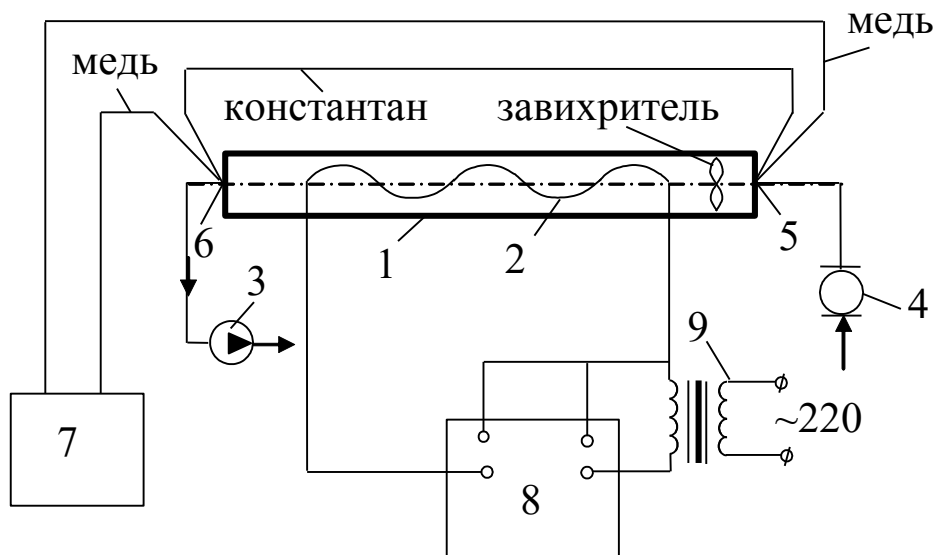 медь
медь
константан
завихритель
6
1
2
5
3
4
9
~220
7
8